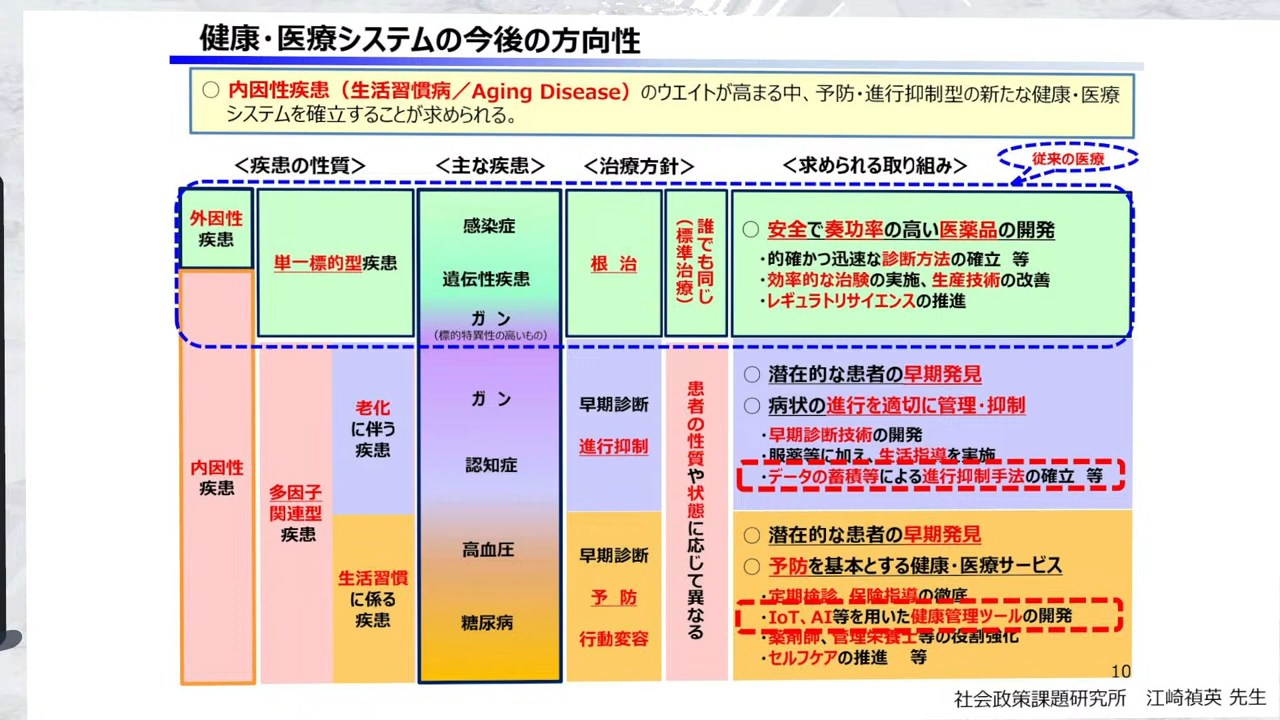 健康・医療システムの今後の方向性
○ 内因性疾患（生活習慣病／Aging Disease）のウエイトが高まる中、予防・進行抑制型の新たな健康・医療
システムを確立することが求められる。
＜疾患の性質＞
＜主な疾患＞
＜治療方針＞
＜求められる取り組み＞
従来の医療
外因性
疾患
単一標的型疾患
感染症
遺伝性疾患
ガン
（標的特異性の高いもの）
根 治
誰でも同じ
（標準治療）
○ 安全で奏功率の高い医薬品の開発
・的確かつ迅速な診断方法の確立 等
・効率的な治験の実施、生産技術の改善
・レギュラトリサイエンスの推進
内因性
疾患
多因子
関連型
疾患
老化
に伴う
疾患
ガン
認知症
早期診断
進行抑制
患者の性質や状態に応じて異なる
○ 潜在的な患者の早期発見
○ 病状の進行を適切に管理・抑制
・早期診断技術の開発
・服薬等に加え、生活指導を実施
・データの蓄積等による進行抑制手法の確立 等
生活習慣
に係る
疾患
高血圧
糖尿病
早期診断
予 防
行動変容
○ 潜在的な患者の早期発見
○ 予防を基本とする健康・医療サービス
・定期検診、保険指導の徹底
・IoT、AI等を用いた健康管理ツールの開発
・薬剤師、管理栄養士等の役割強化
・セルフケアの推進 等
10
社会政策課題研究所 江崎禎英 先生